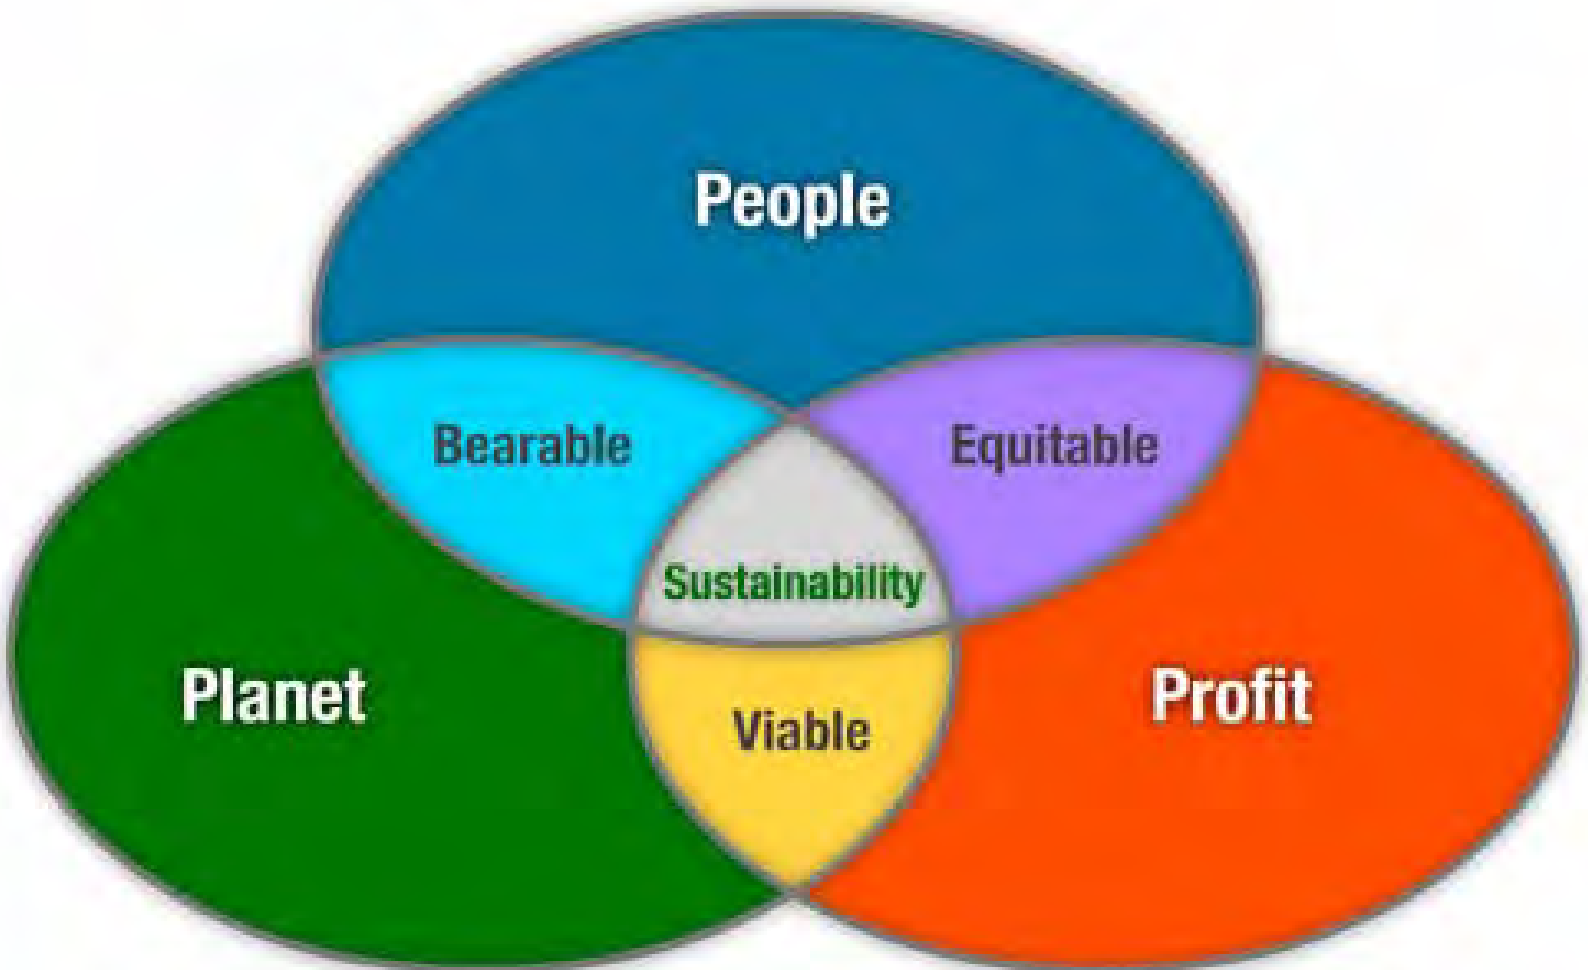 People
Bearable
Equitable
Sustainability
Planet
Profit
Viable